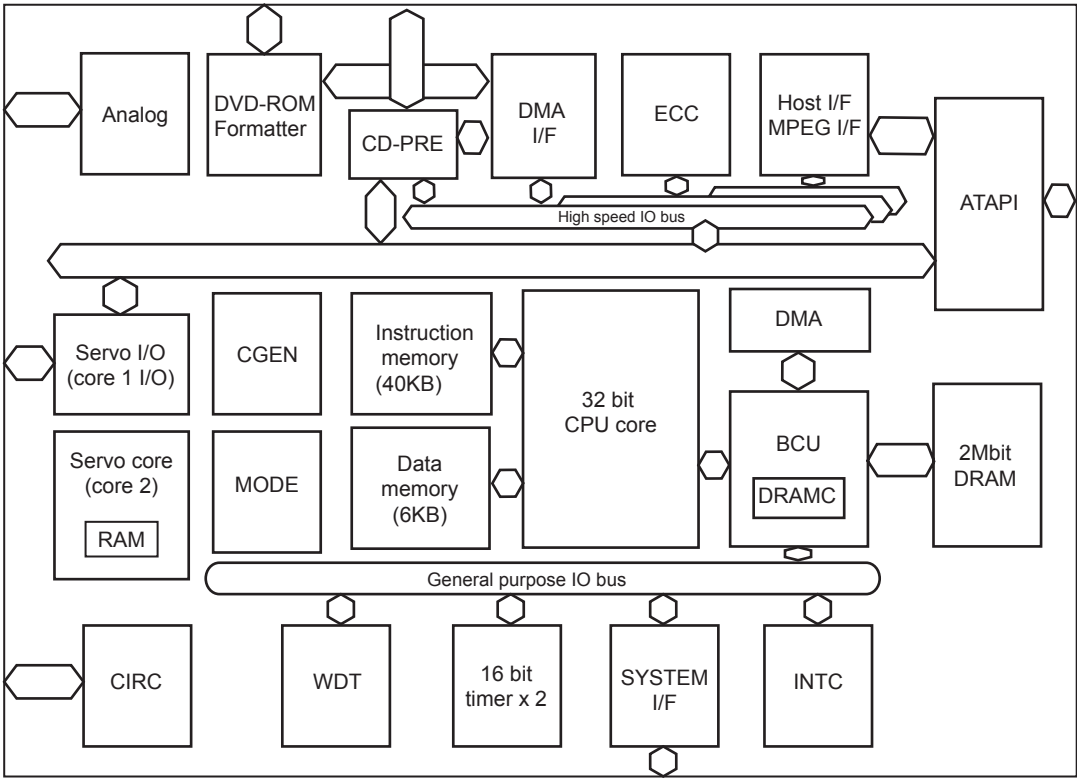 Analog
DVD-ROM
Formatter
CD-PRE
DMA
I/F
ECC
Host I/F
MPEG I/F
ATAPI
High speed IO bus
Servo I/O
(core 1 I/O)
CGEN
Instruction
memory
(40KB)
32 bit
CPU core
DMA
BCU
DRAMC
2Mbit
DRAM
Servo core
(core 2)
RAM
MODE
Data
memory
(6KB)
General purpose IO bus
CIRC
WDT
16 bit
timer x 2
SYSTEM
I/F
INTC